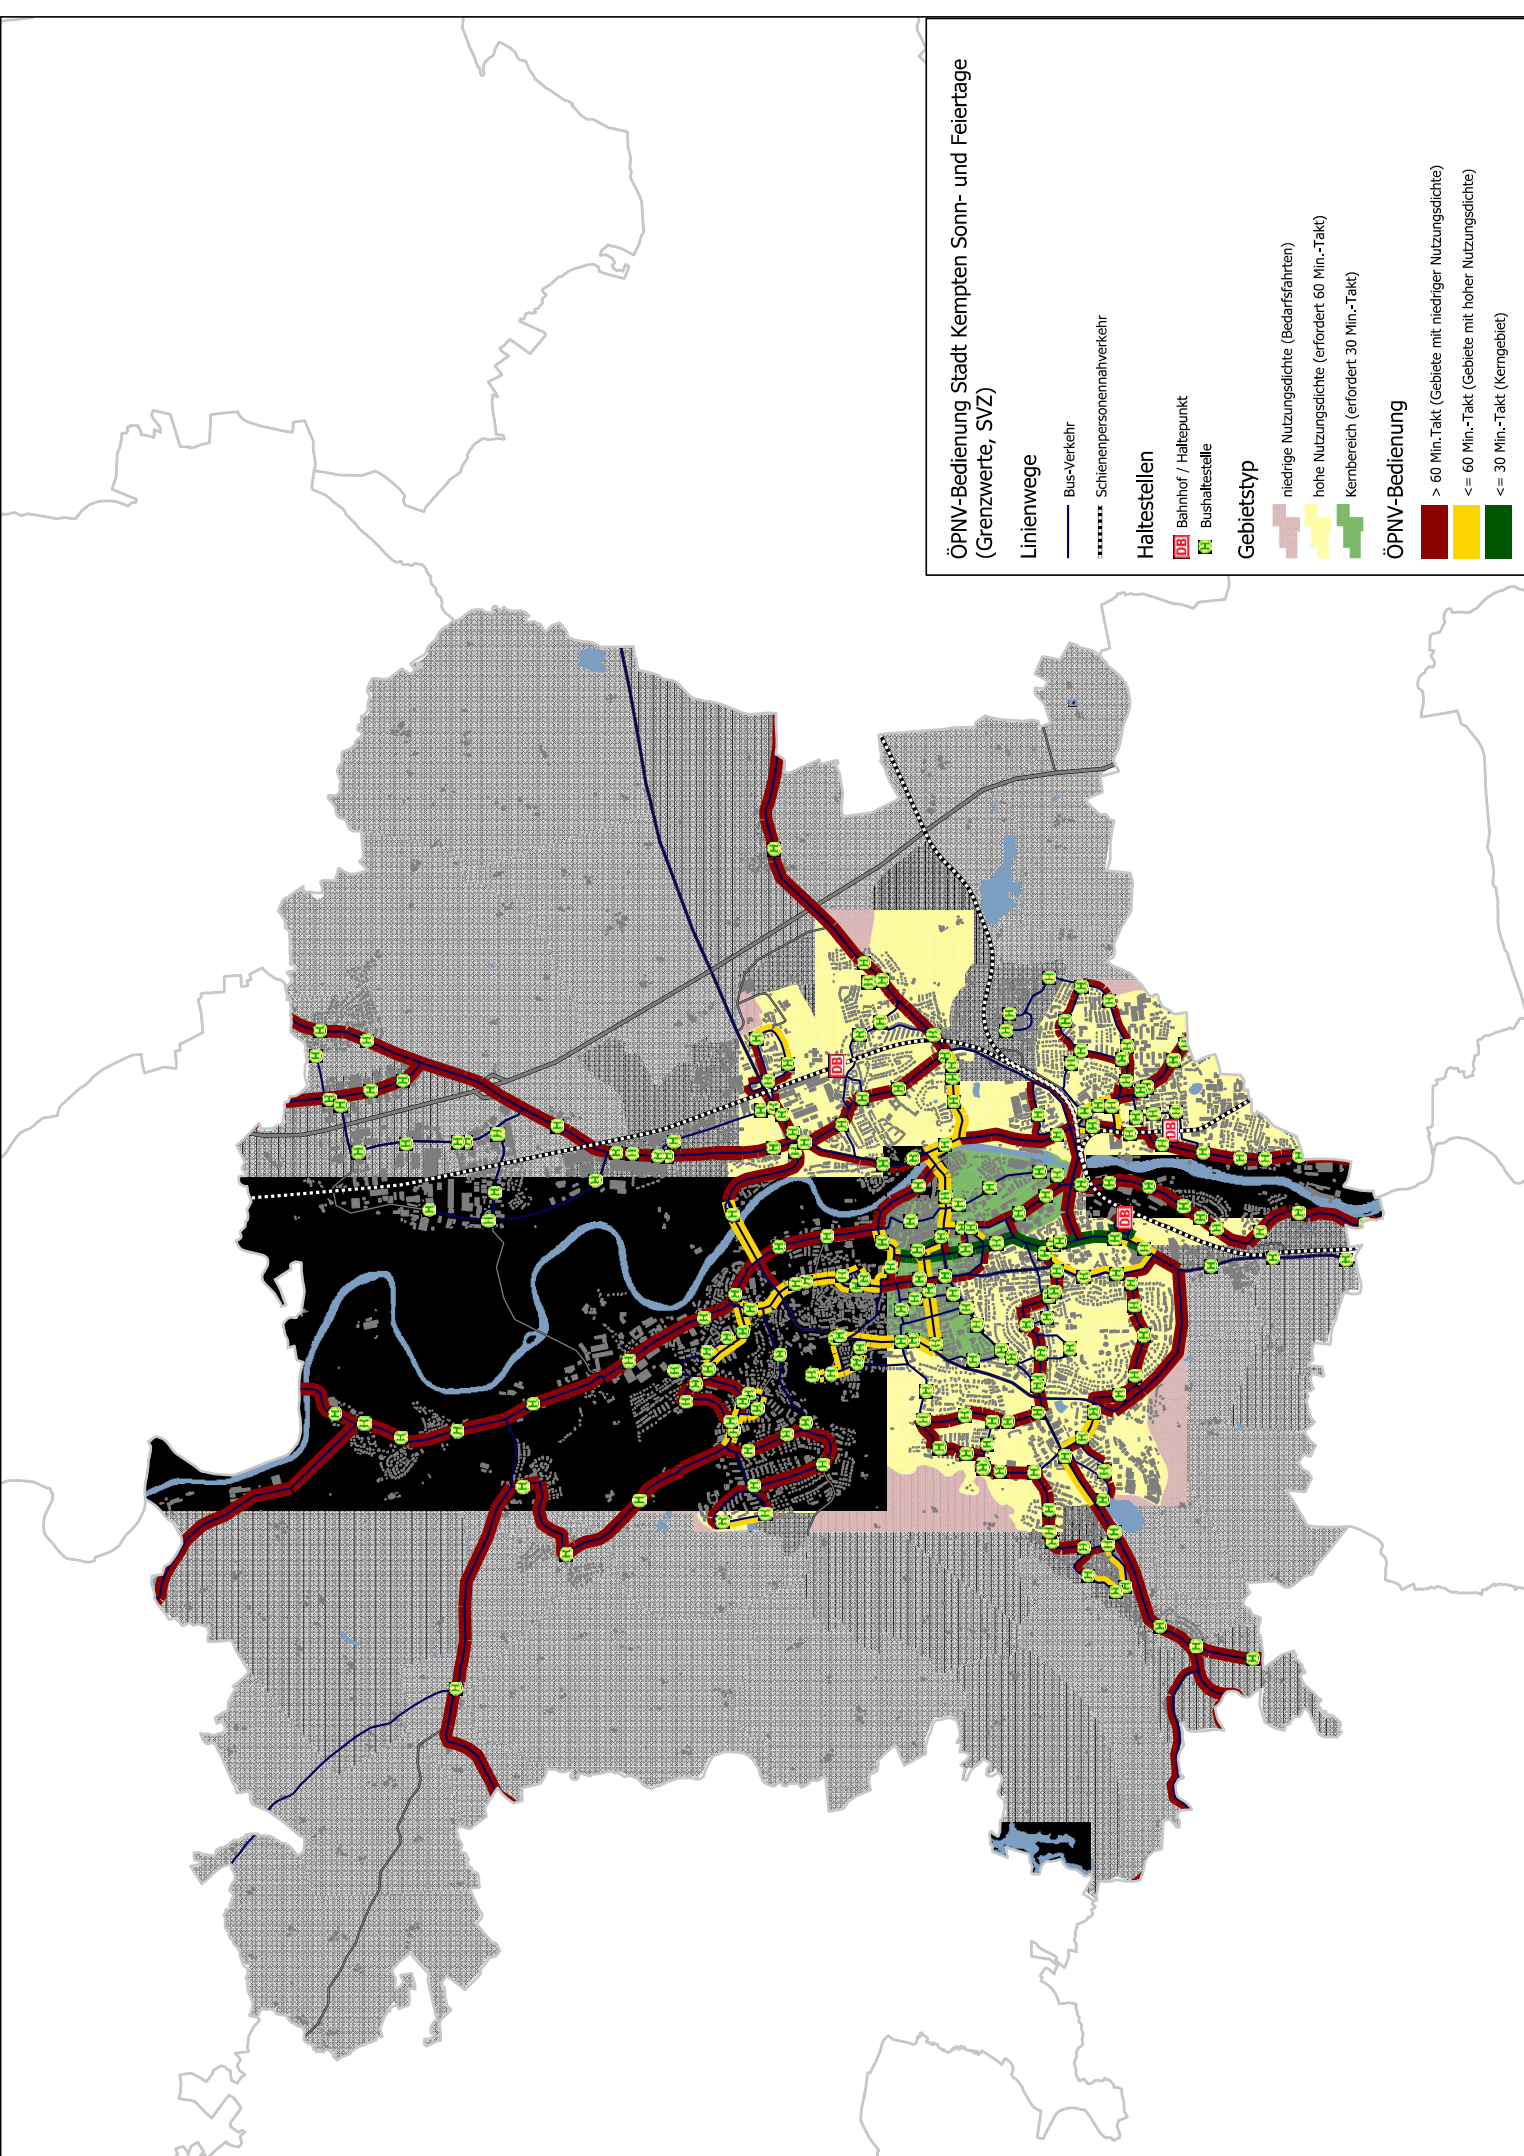 ÖPNV-Bedienung Stadt Kempten Sonn- und Feiertage
(Grenzwerte, SVZ)
Linienwege
Bus-Verkehr
Schienenpersonennahverkehr
Haltestellen
DB Bahnhof / Haltepunkt
H Bushaltestelle
Gebietstyp
niedrige Nutzungsdichte (Bedarfsfahrten)
hohe Nutzungsdichte (erfordert 60 Min.-Takt)
Kernbereich (erfordert 30 Min.-Takt)
ÖPNV-Bedienung
> 60 Min.Takt (Gebiete mit niedriger Nutzungsdichte)
<= 60 Min.-Takt (Gebiete mit hoher Nutzungsdichte)
<= 30 Min.-Takt (Kerngebiet)
DB
DB
DB